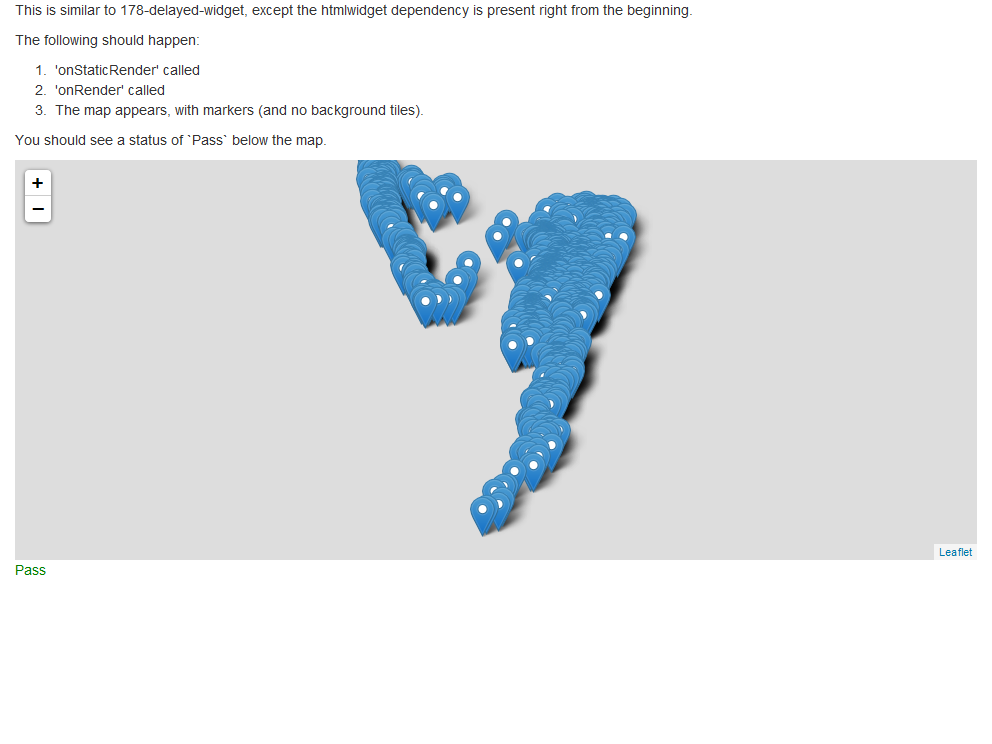 This is similar to 178-delayed-widget, except the htmlwidget dependency is present right from the beginning.
The following should happen:
1. 'onStaticRender' called
2. 'onRender' called
3. The map appears, with markers (and no background tiles).
You should see a status of `Pass` below the map.
+
−
Leaflet
Pass